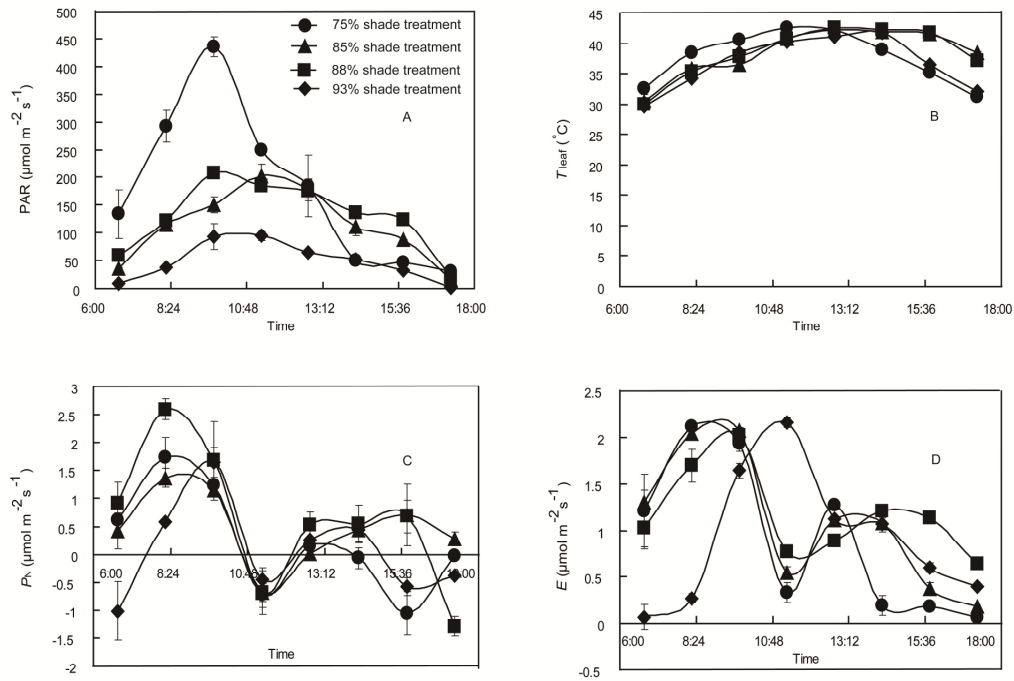 500
450
400
350
300
250
200
150
100
50
0
PAR (μmol m⁻² s⁻¹)
75% shade treatment
85% shade treatment
88% shade treatment
93% shade treatment
A
6:00 8:24 10:48 13:12 15:36 18:00
Time
45
40
35
30
25
20
15
10
5
0
Tleaf (°C)
B
6:00 8:24 10:48 13:12 15:36 18:00
Time
3
2.5
2
1.5
1
0.5
0
-0.5
-1
-1.5
-2
PN (μmol m⁻² s⁻¹)
C
6:00 8:24 10:48 13:12 15:36 18:00
Time
2.5
2
1.5
1
0.5
0
-0.5
E (μmol m⁻² s⁻¹)
D
6:00 8:24 10:48 13:12 15:36 18:00
Time